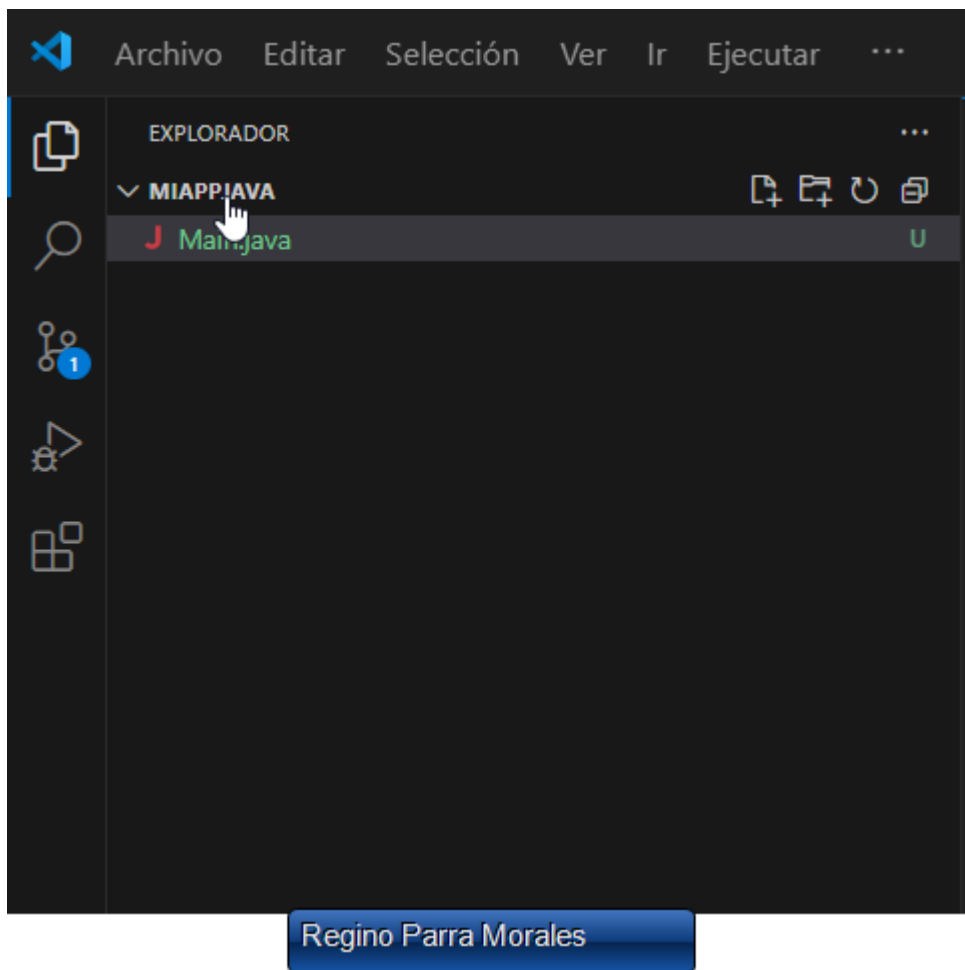 Archivo Editar Selección Ver Ir Ejecutar ...
EXPLORADOR ...
MIAPPJAVA
J Main.java U
1
Regino Parra Morales